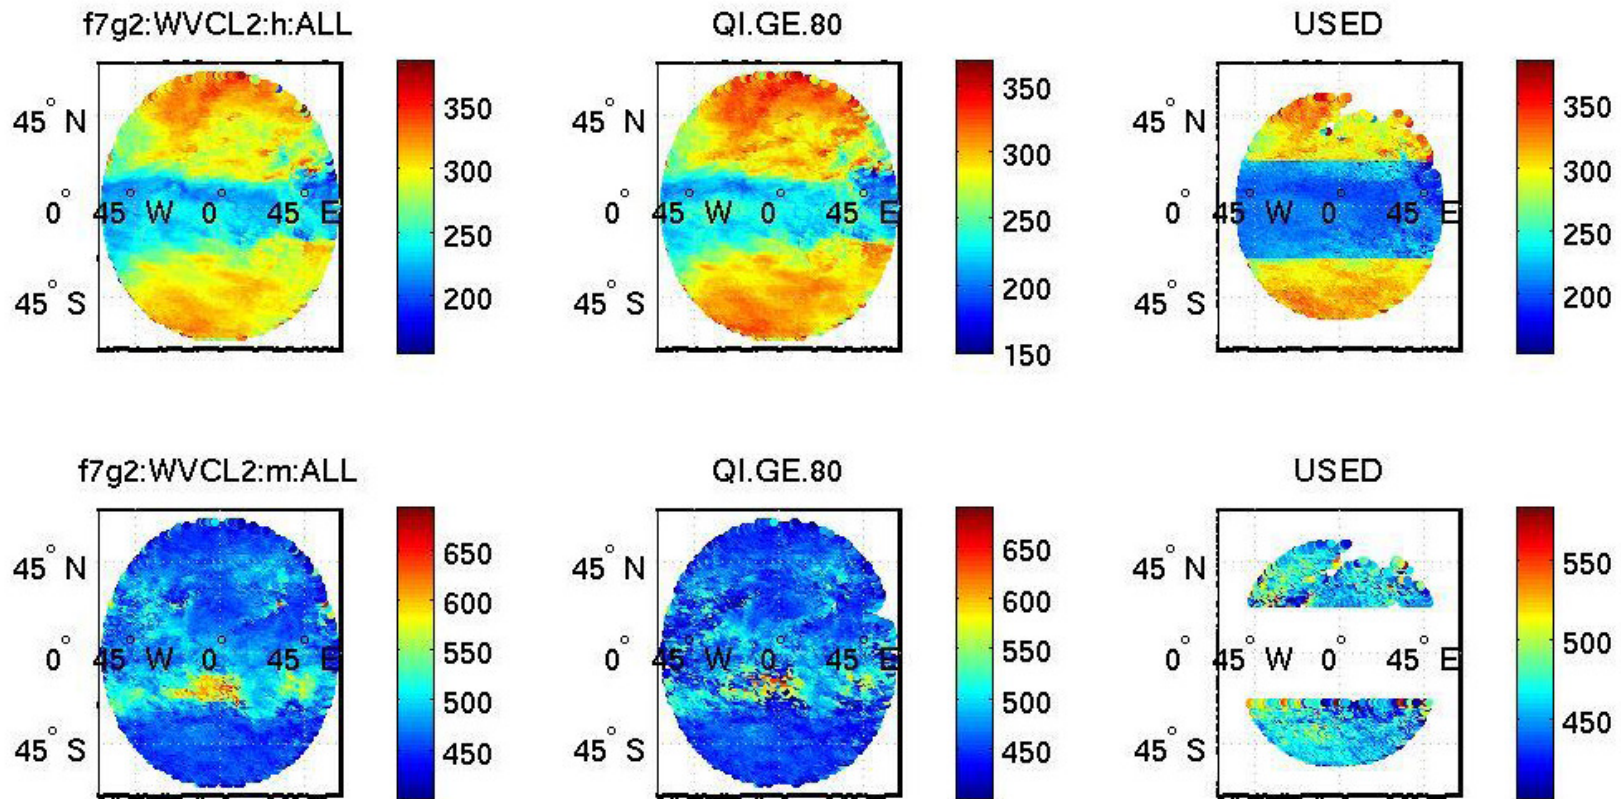 f7g2:WVCL2:h:ALL
QI.GE.80
USED
45° N
0°
45° S
45° W 0° 45° E
350
300
250
200
45° N
0°
45° S
45° W 0° 45° E
350
300
250
200
150
45° N
0°
45° S
45° W 0° 45° E
350
300
250
200
f7g2:WVCL2:m:ALL
QI.GE.80
USED
45° N
0°
45° S
45° W 0° 45° E
650
600
550
500
450
45° N
0°
45° S
45° W 0° 45° E
650
600
550
500
450
45° N
0°
45° S
45° W 0° 45° E
550
500
450